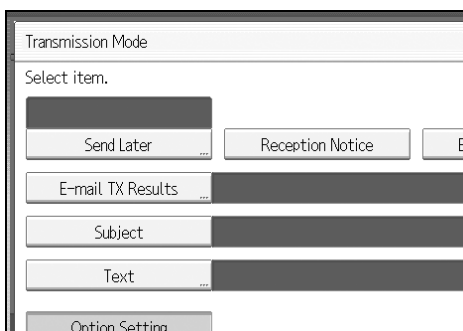 Transmission Mode
Select item.
Send Later ...
Reception Notice
E-mail TX Results ...
Subject
Text ...
Option Setting